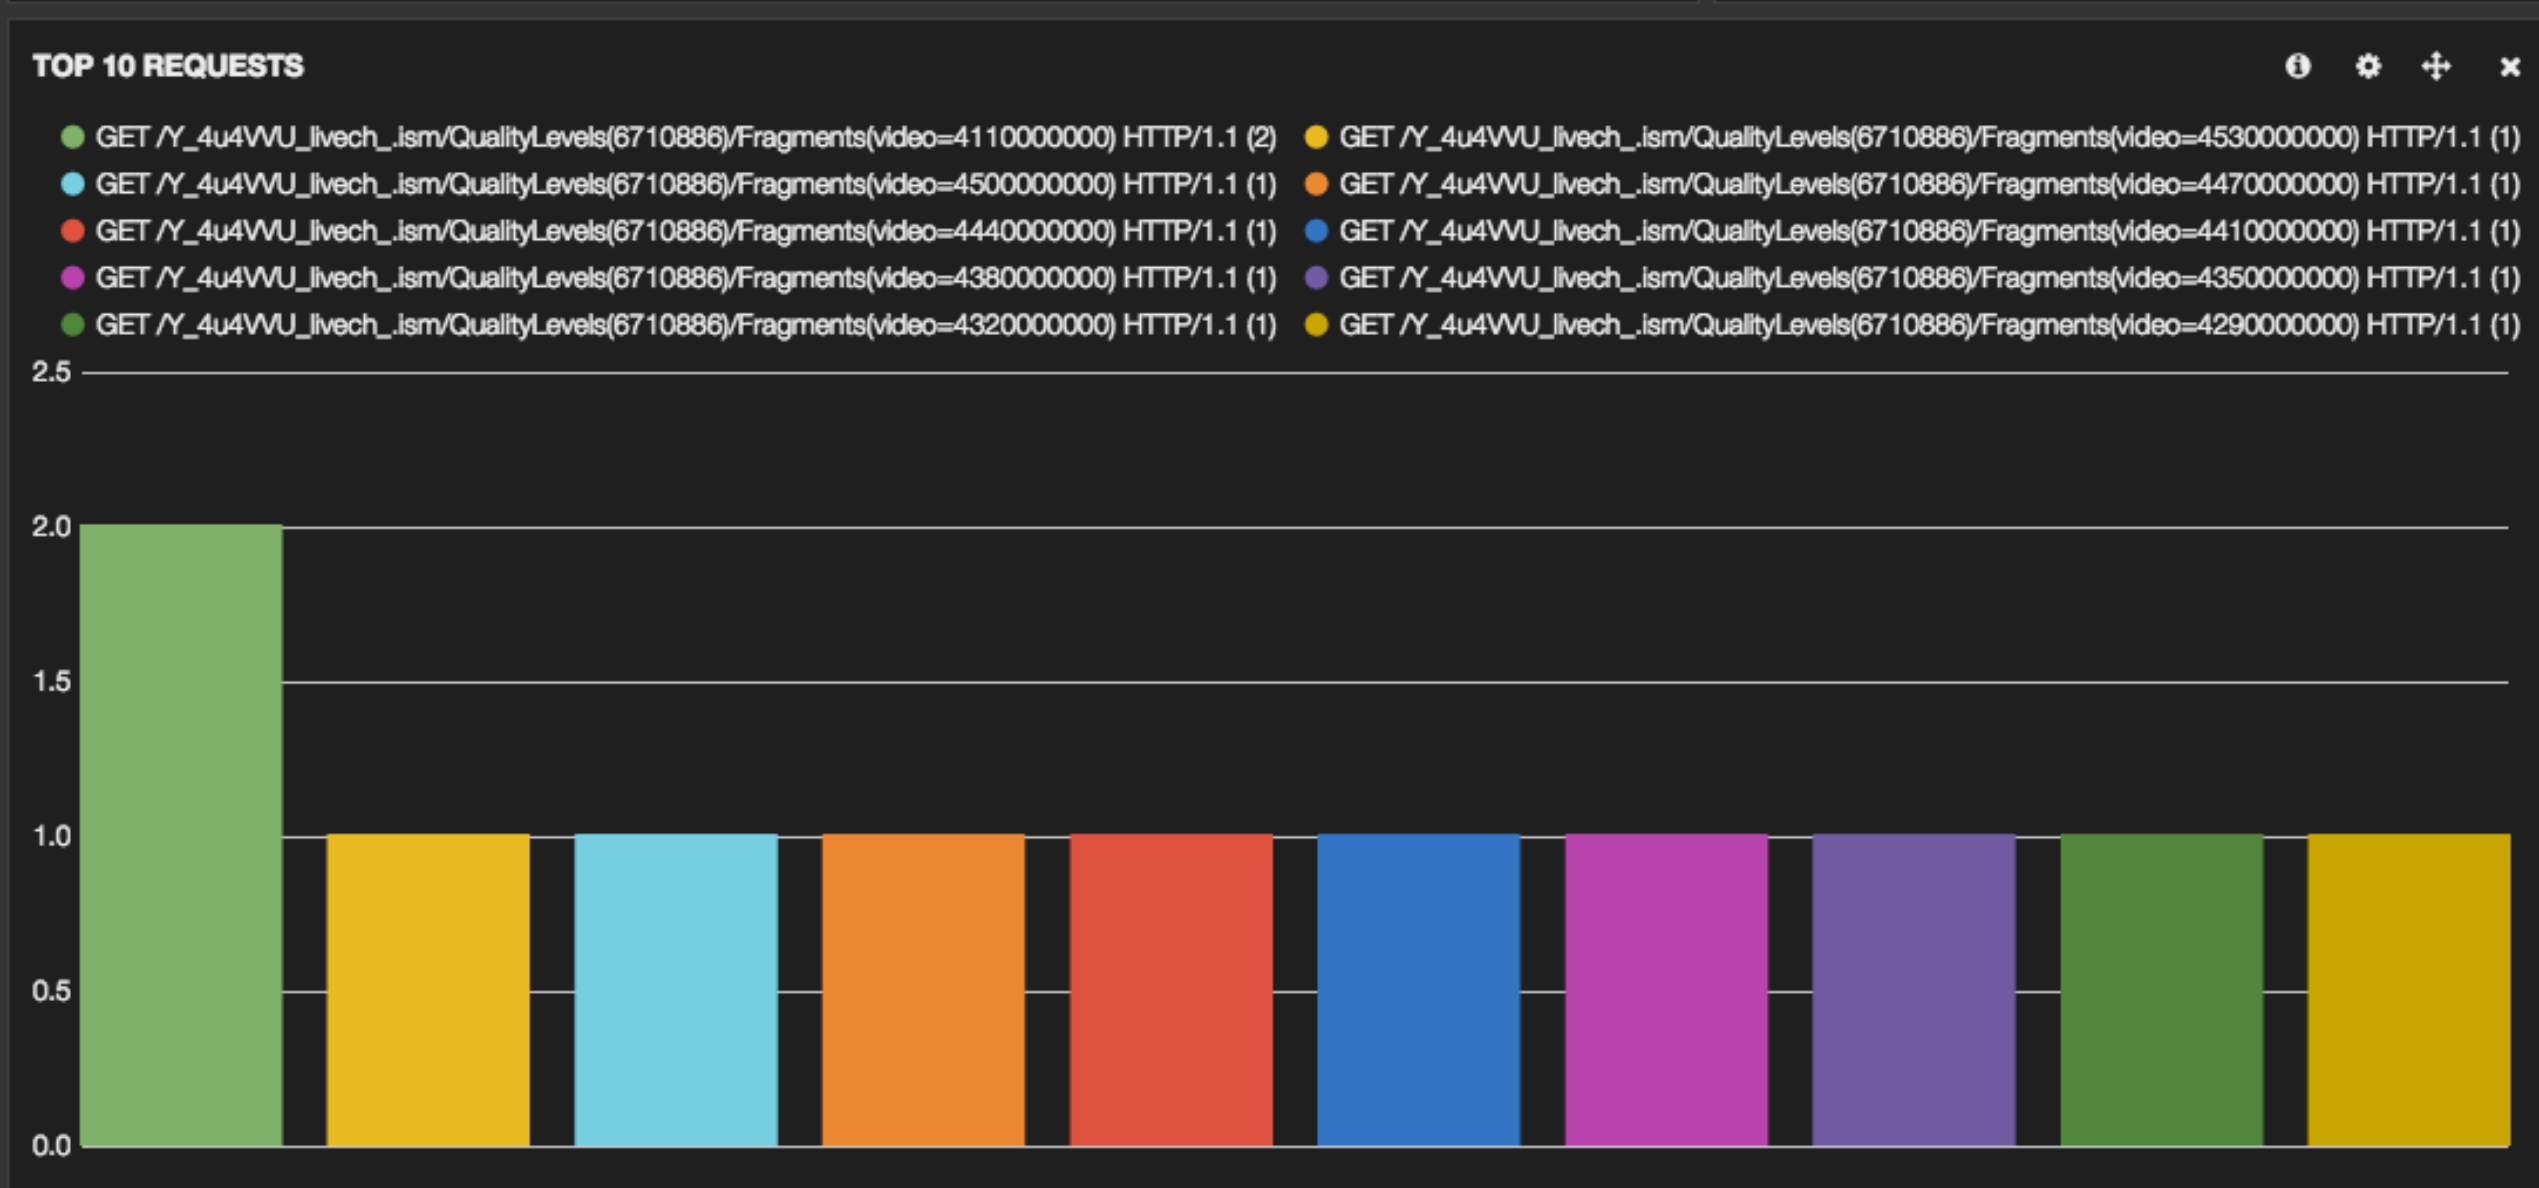 TOP 10 REQUESTS
GET /Y_4u4VVU_livech_.ism/QualityLevels(6710886)/Fragments(video=4110000000) HTTP/1.1 (2) GET /Y_4u4VVU_livech_.ism/QualityLevels(6710886)/Fragments(video=4530000000) HTTP/1.1 (1)
GET /Y_4u4VVU_livech_.ism/QualityLevels(6710886)/Fragments(video=4500000000) HTTP/1.1 (1) GET /Y_4u4VVU_livech_.ism/QualityLevels(6710886)/Fragments(video=4470000000) HTTP/1.1 (1)
GET /Y_4u4VVU_livech_.ism/QualityLevels(6710886)/Fragments(video=4440000000) HTTP/1.1 (1) GET /Y_4u4VVU_livech_.ism/QualityLevels(6710886)/Fragments(video=4410000000) HTTP/1.1 (1)
GET /Y_4u4VVU_livech_.ism/QualityLevels(6710886)/Fragments(video=4380000000) HTTP/1.1 (1) GET /Y_4u4VVU_livech_.ism/QualityLevels(6710886)/Fragments(video=4350000000) HTTP/1.1 (1)
GET /Y_4u4VVU_livech_.ism/QualityLevels(6710886)/Fragments(video=4320000000) HTTP/1.1 (1) GET /Y_4u4VVU_livech_.ism/QualityLevels(6710886)/Fragments(video=4290000000) HTTP/1.1 (1)
2.5
2.0
1.5
1.0
0.5
0.0